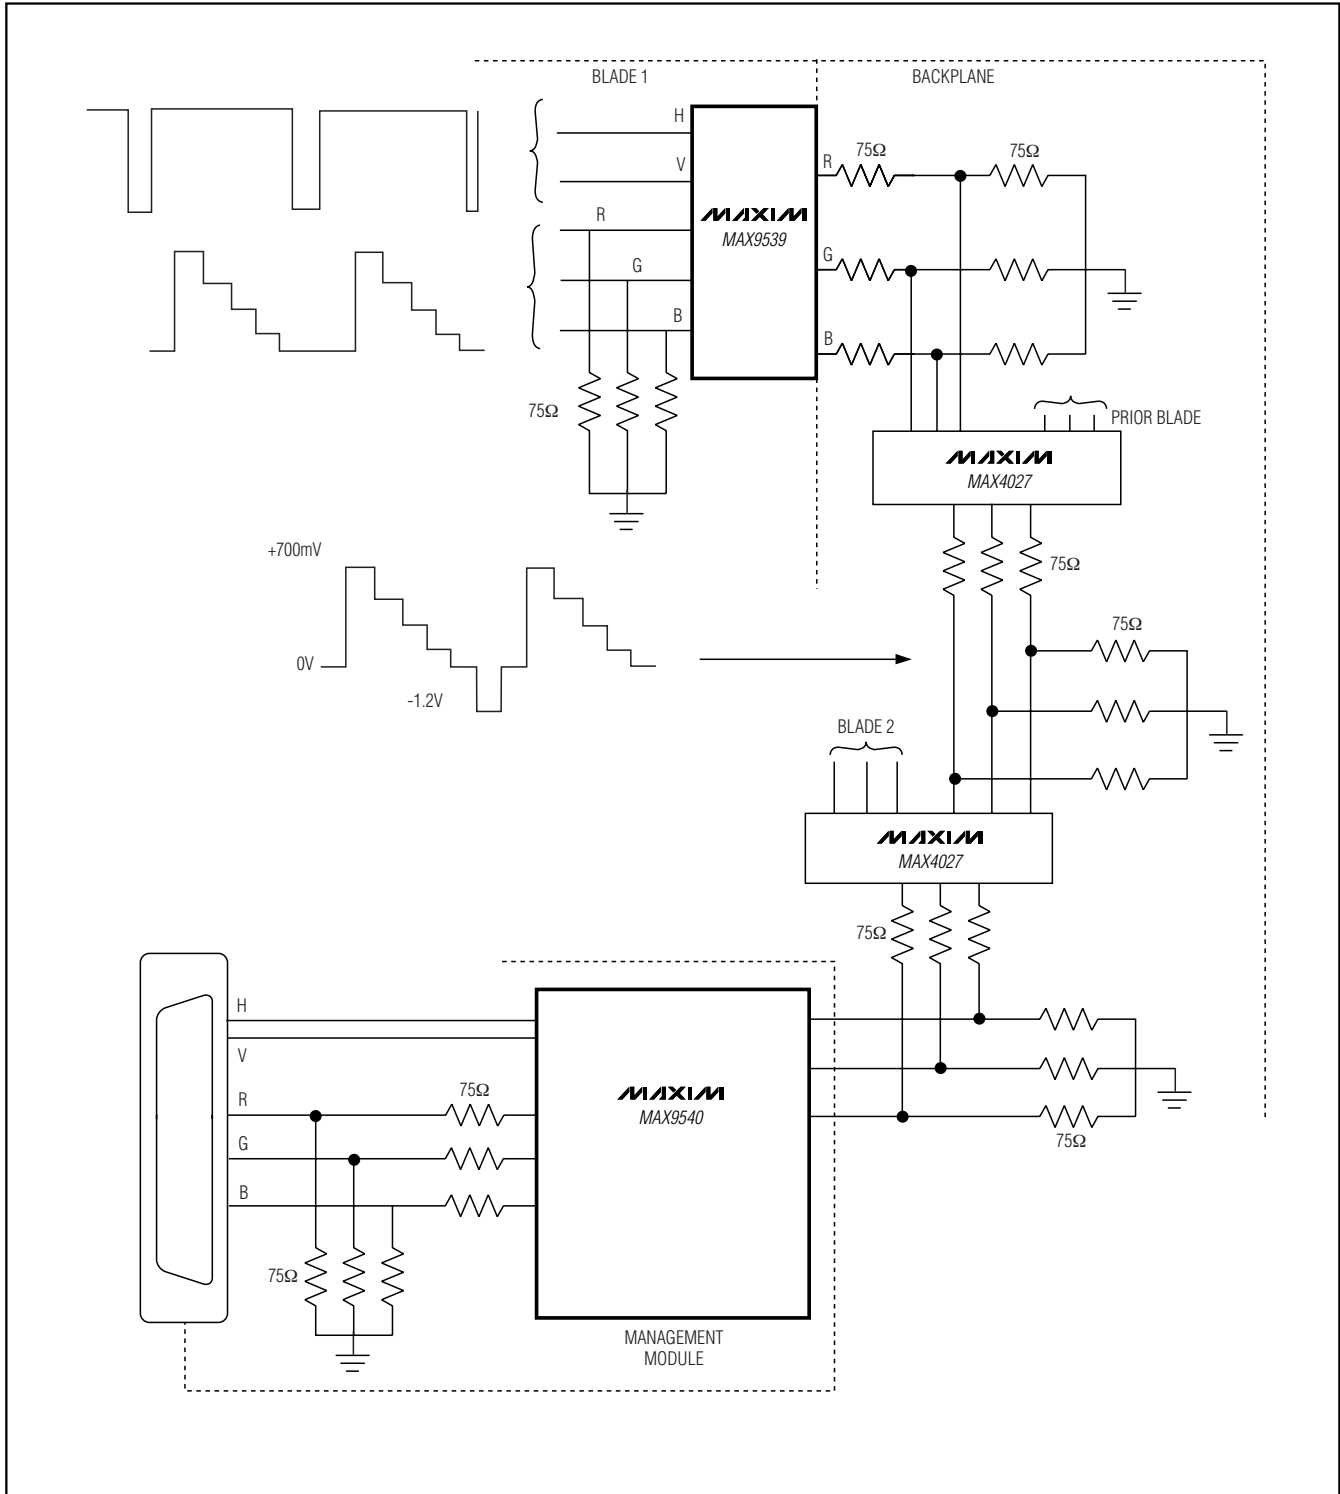 BLADE 1
BACKPLANE
H
V
R
G
B
MAXIM
MAX9539
R
75Ω
75Ω
G
B
75Ω
PRIOR BLADE
MAXIM
MAX4027
75Ω
+700mV
0V
-1.2V
75Ω
BLADE 2
MAXIM
MAX4027
75Ω
H
V
R
G
B
75Ω
75Ω
MAXIM
MAX9540
75Ω
MANAGEMENT
MODULE